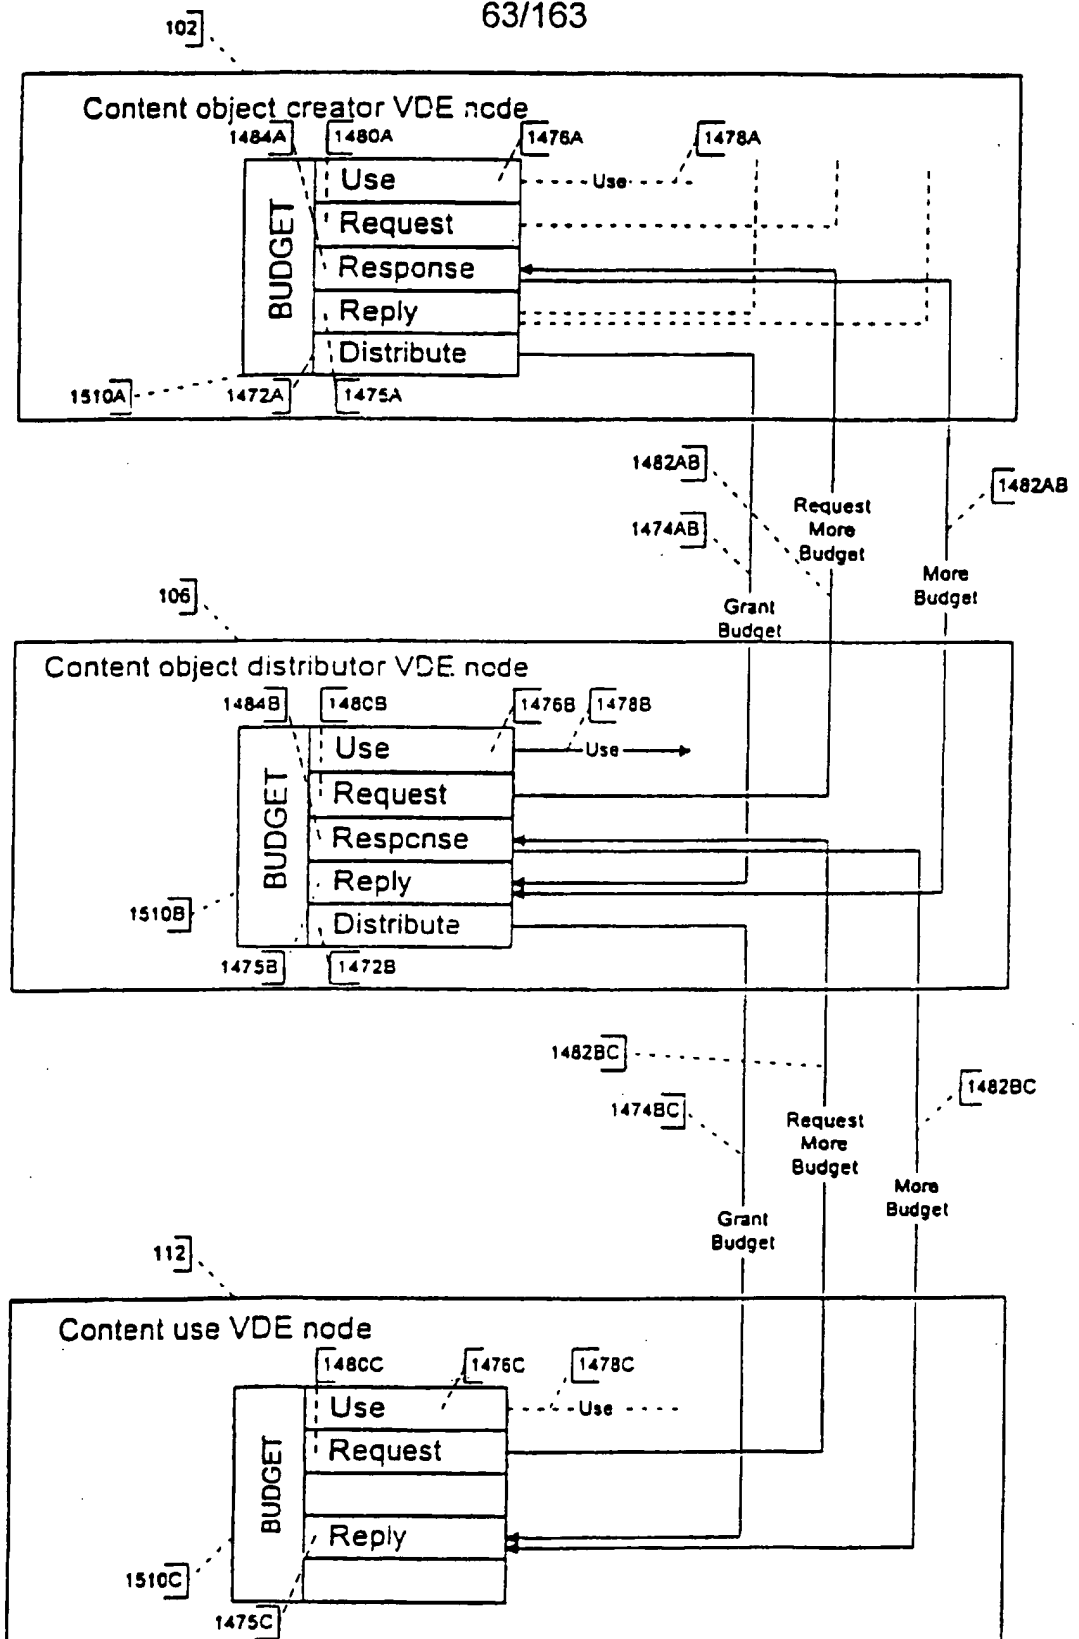 63/163
102
Content object creator VDE node
1484A
1480A
1476A
1478A
BUDGET
Use
Use
Request
Response
Reply
Distribute
1510A
1472A
1475A
1482AB
1482AB
1474AB
Request
More
Budget
More
Budget
Grant
Budget
106
Content object distributor VDE node
1484B
1480B
1476B
1478B
BUDGET
Use
Use
Request
Response
Reply
Distribute
1510B
1475B
1472B
1482BC
1482BC
1474BC
Request
More
Budget
More
Budget
Grant
Budget
112
Content use VDE node
1480C
1476C
1478C
BUDGET
Use
Use
Request
Reply
1510C
1475C